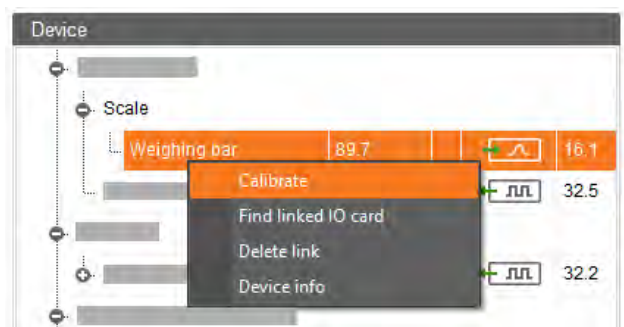 Device
Scale
Weighing bar 89.7 16.1
Calibrate
32.5
Find linked IO card
Delete link
Device info
32.2